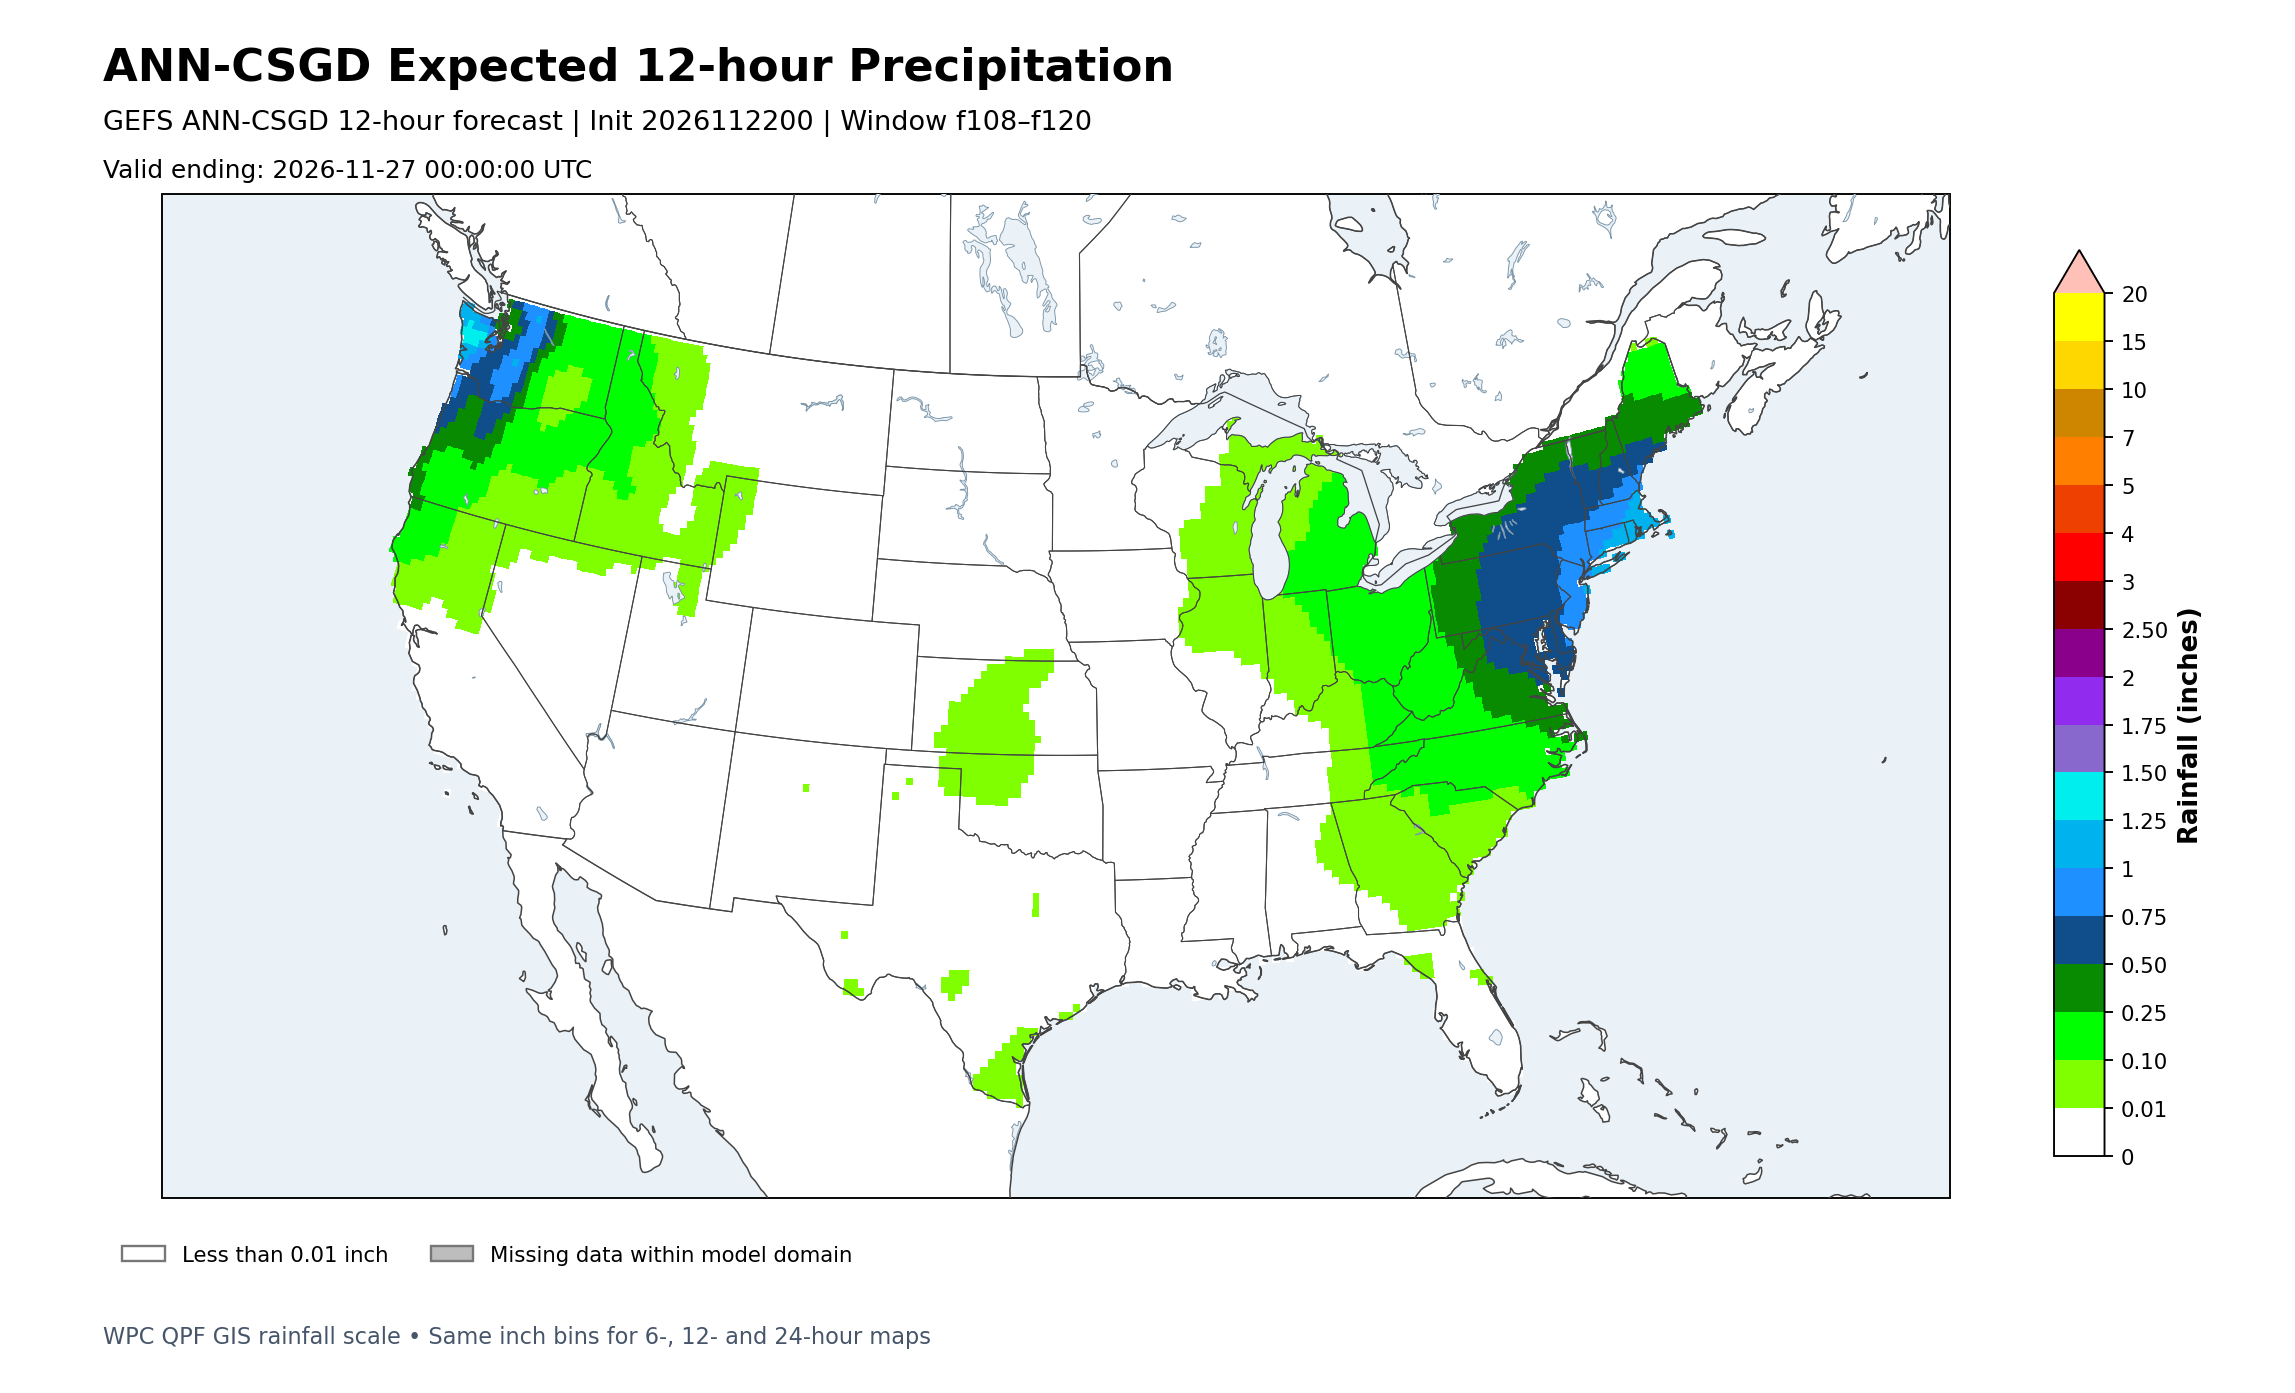 ANN-CSGD Expected 12-hour Precipitation
GEFS ANN-CSGD 12-hour forecast | Init 2026112200 | Window f108–f120
Valid ending: 2026-11-27 00:00:00 UTC
20
15
10
7
5
4
3
2.50
2
1.75
1.50
1.25
1
0.75
0.50
0.25
0.10
0.01
0
Rainfall (inches)
Less than 0.01 inch
Missing data within model domain
WPC QPF GIS rainfall scale • Same inch bins for 6-, 12- and 24-hour maps